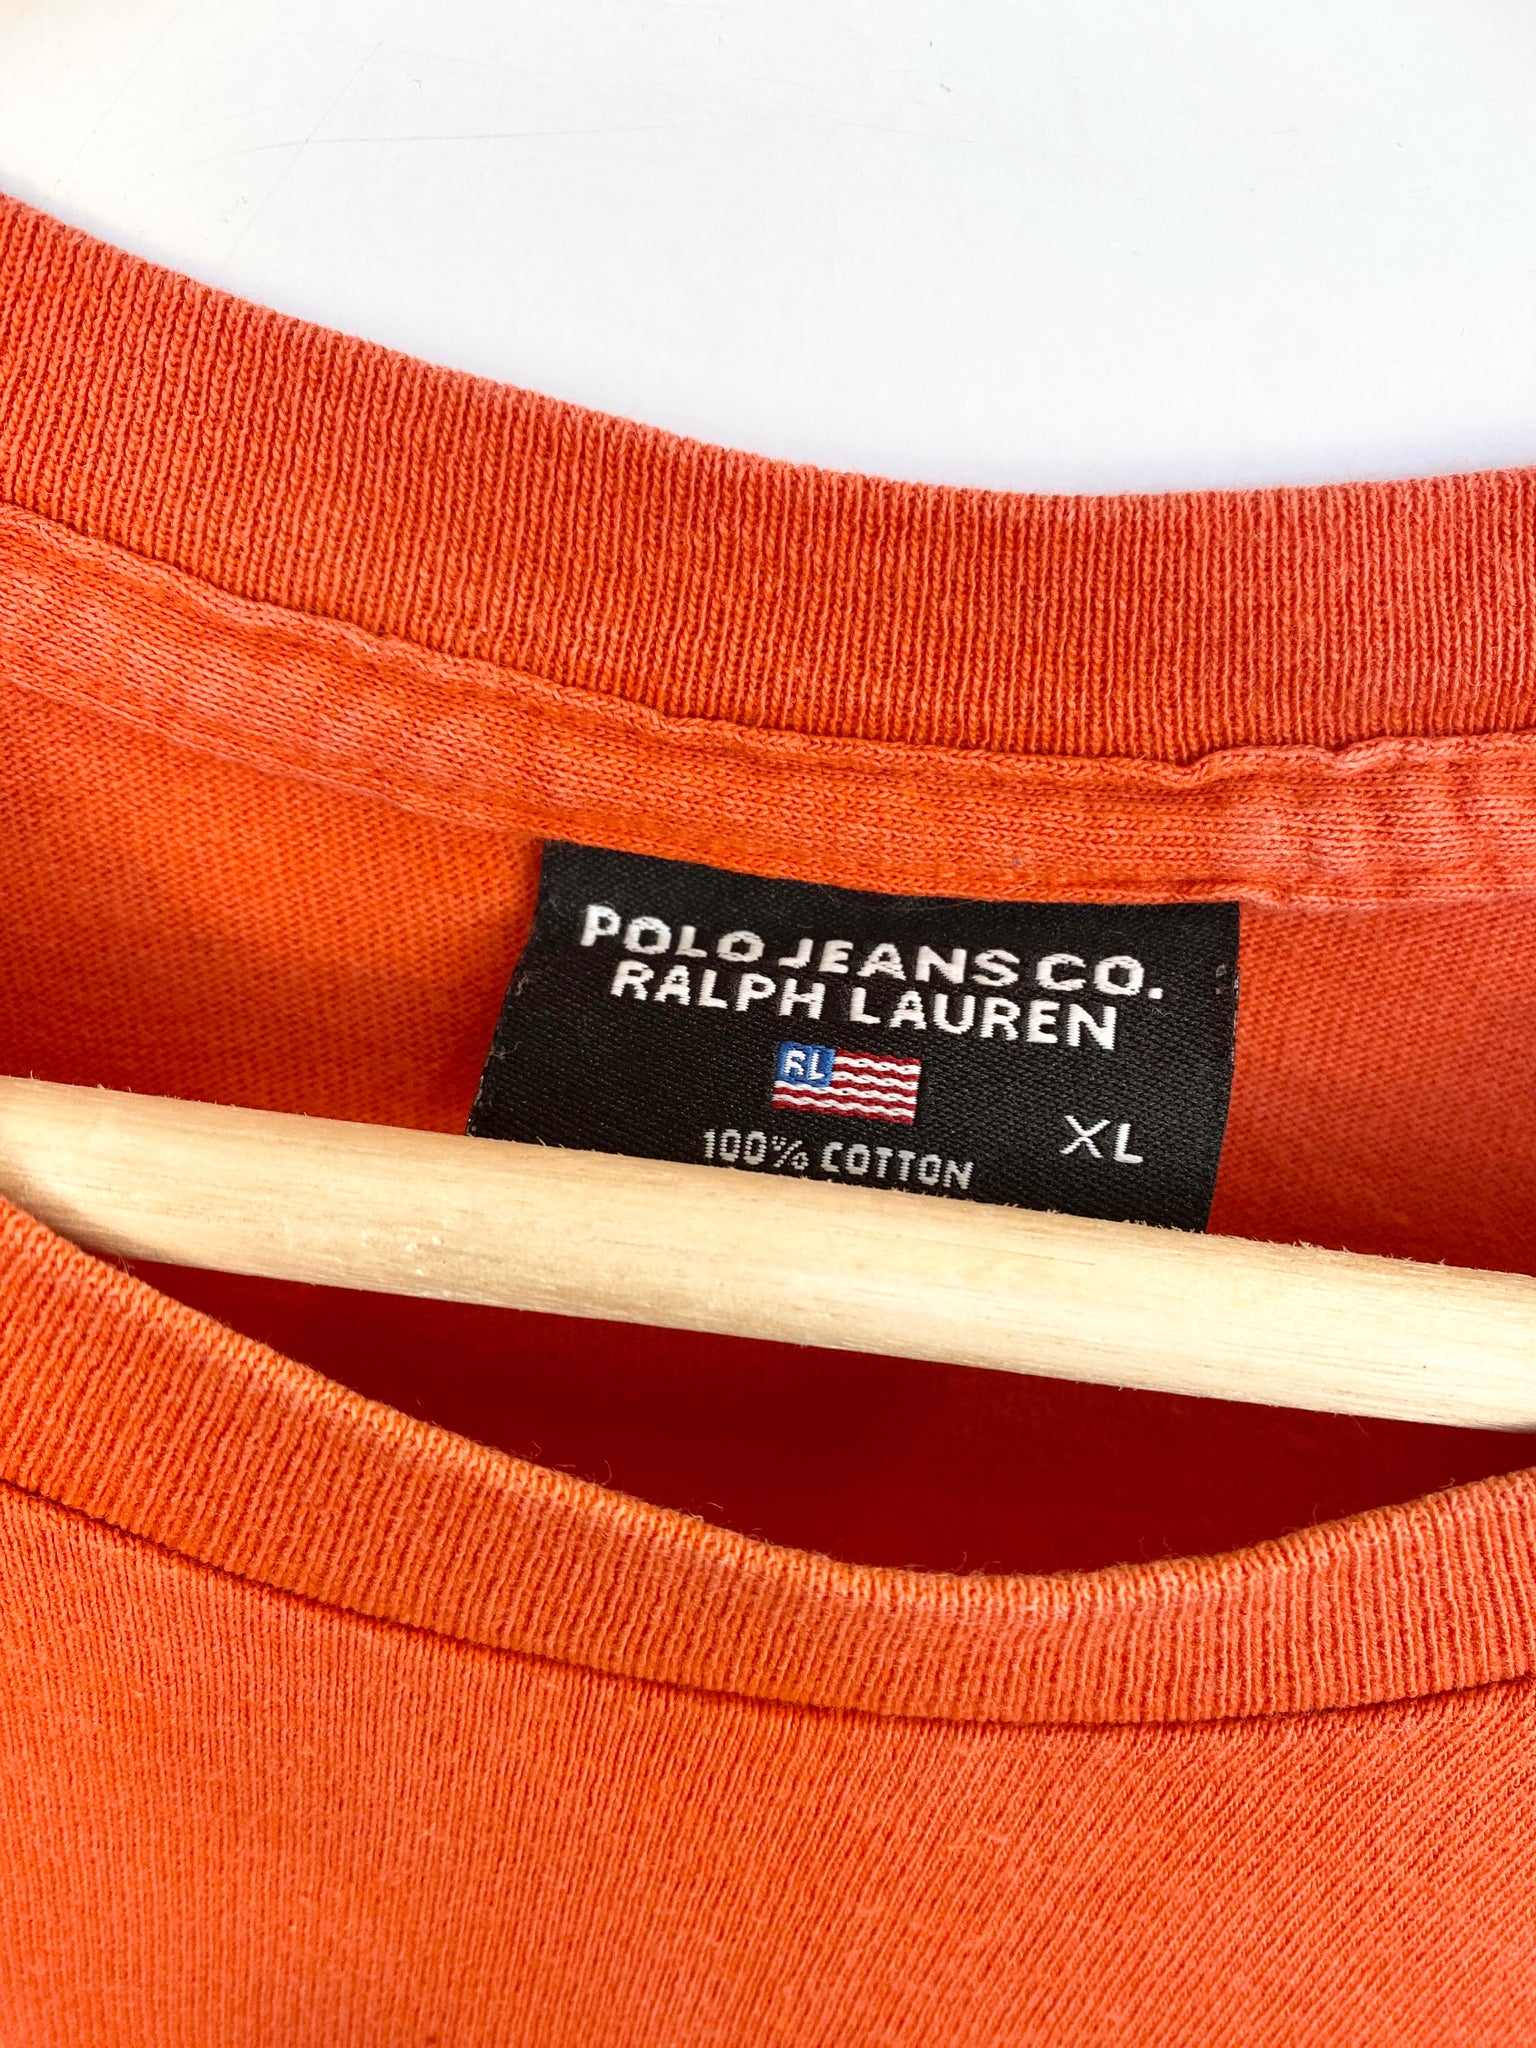 POLO JEANS CO.
RALPH LAUREN
RL
XL
100% COTTON